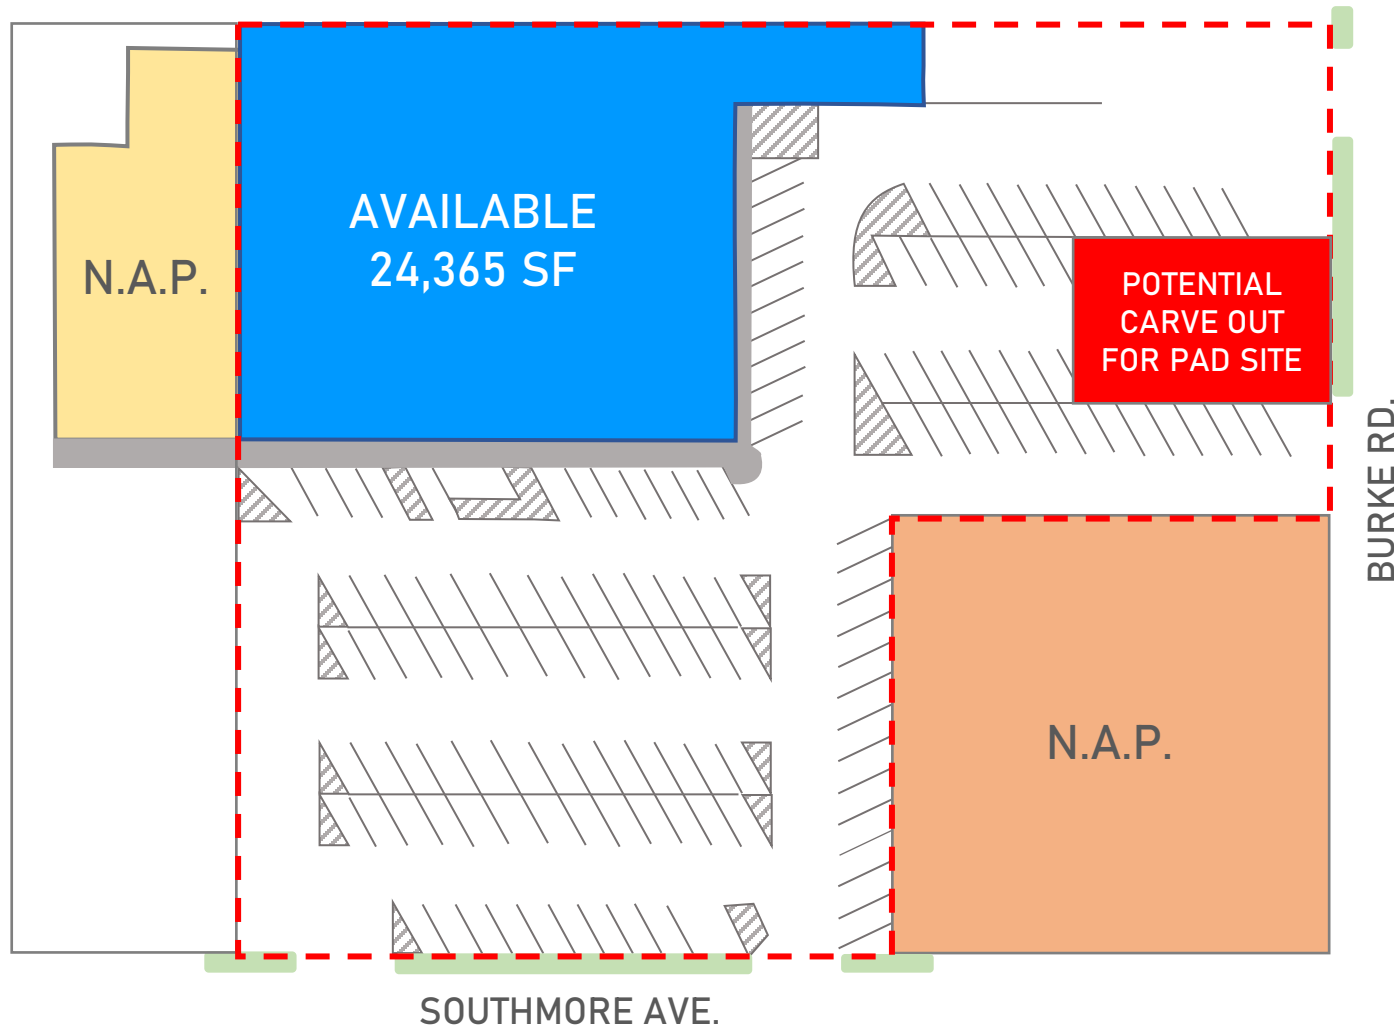 AVAILABLE
24,365 SF
N.A.P.
POTENTIAL
CARVE OUT
FOR PAD SITE
BURKE RD.
N.A.P.
SOUTHMORE AVE.